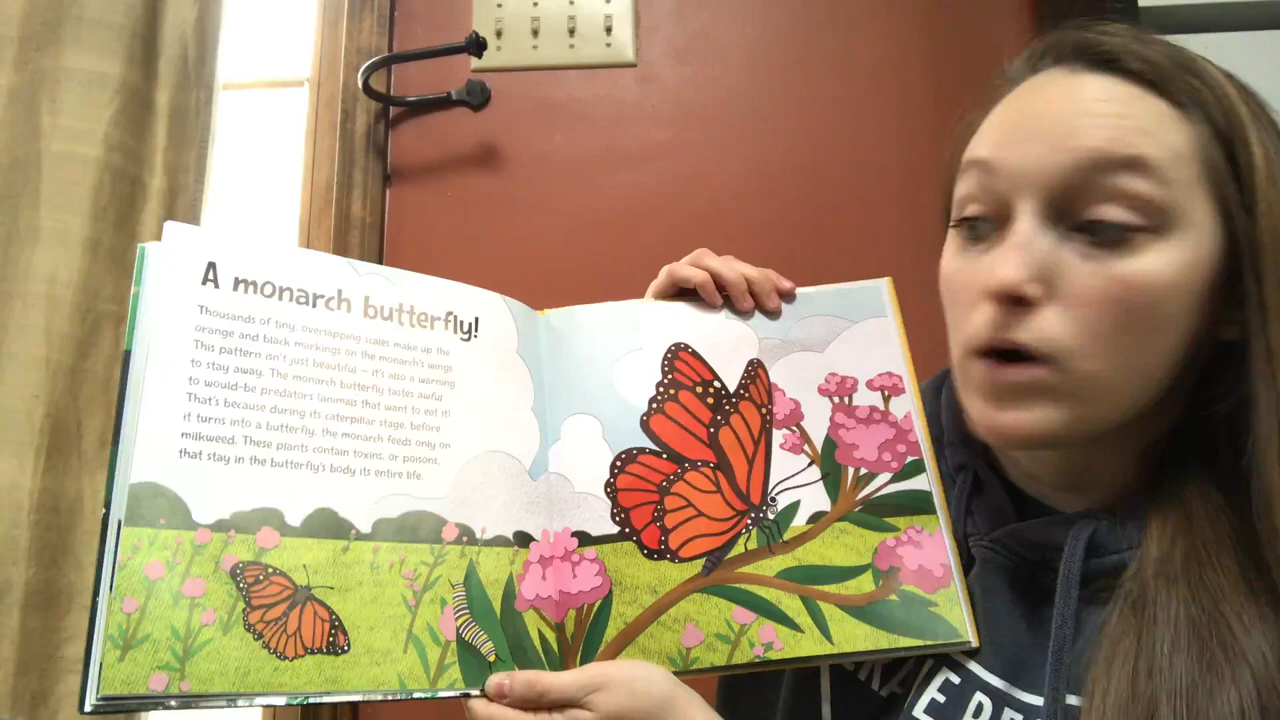 A monarch butterfly!
Thousands of tiny, overlapping scales make up the
orange and black markings on the monarch's wings
This pattern isn't just beautiful – it's also a warning
to stay away. The monarch butterfly tastes awful
to would-be predators (animals that want to eat it)
That's because during its caterpillar stage, before
it turns into a butterfly, the monarch feeds only on
milkweed. These plants contain toxins, or poisons,
that stay in the butterfly's body its entire life.